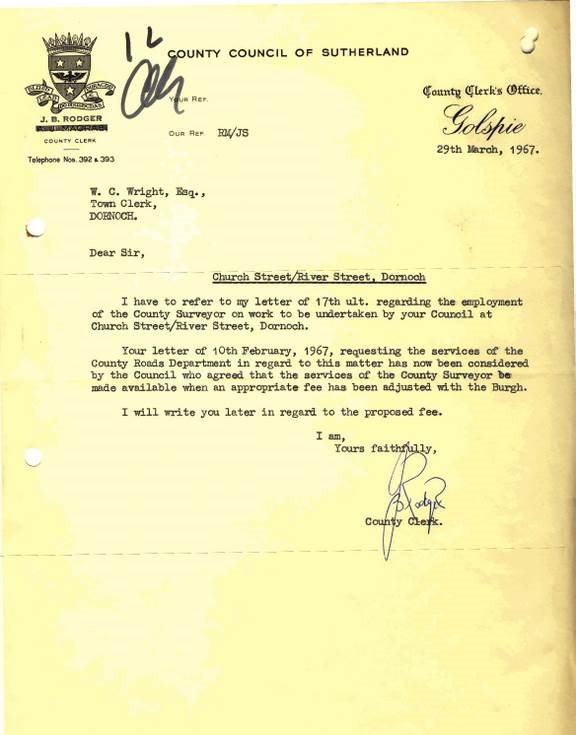 12
COUNTY COUNCIL OF SUTHERLAND
YOUR REF.
J. B. RODGER
COUNTY CLERK
Telephone Nos. 392 & 393
OUR REF. RM/JS
County Clerk's Office,
Golspie
29th March, 1967.
W. C. Wright, Esq.,
Town Clerk,
DORNOCH.
Dear Sir,
Church Street/River Street, Dornoch
I have to refer to my letter of 17th ult. regarding the employment
of the County Surveyor on work to be undertaken by your Council at
Church Street/River Street, Dornoch.
Your letter of 10th February, 1967, requesting the services of the
County Roads Department in regard to this matter has now been considered
by the Council who agreed that the services of the County Surveyor be
made available when an appropriate fee has been adjusted with the Burgh.
I will write you later in regard to the proposed fee.
I am,
Yours faithfully,
County Clerk.